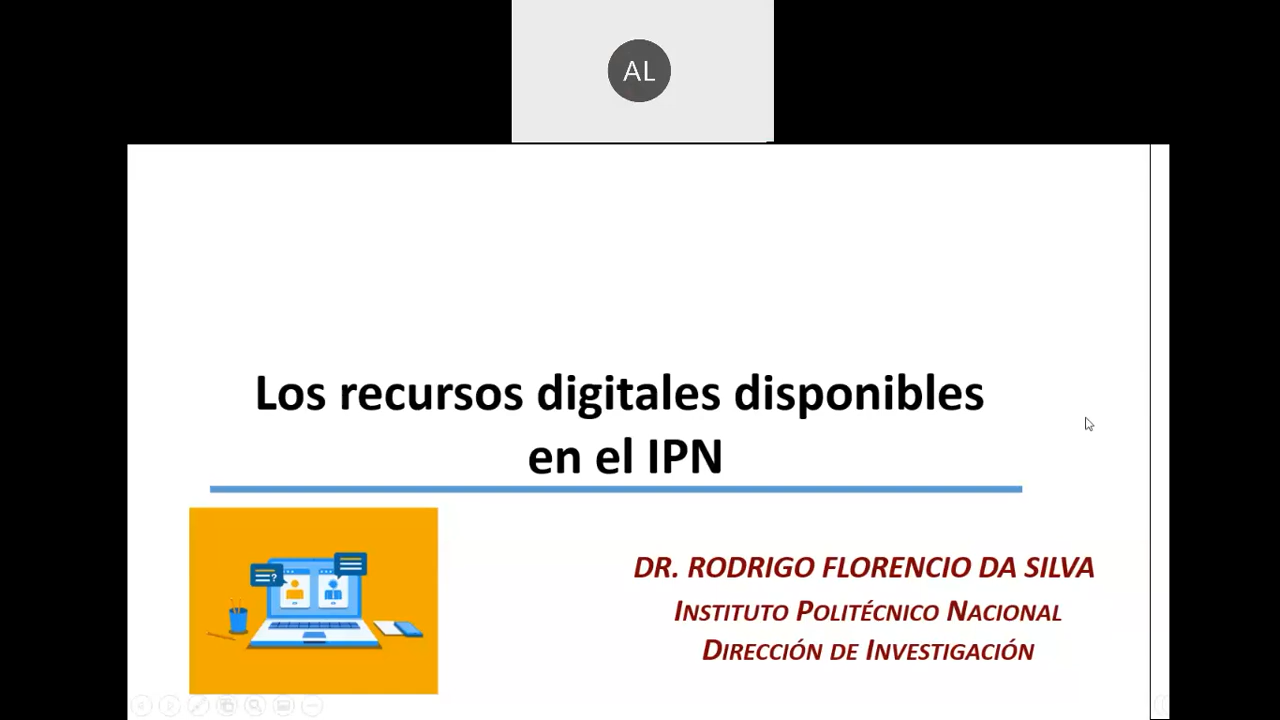 AL
Los recursos digitales disponibles
en el IPN
DR. RODRIGO FLORENCIO DA SILVA
INSTITUTO POLITÉCNICO NACIONAL
DIRECCIÓN DE INVESTIGACIÓN